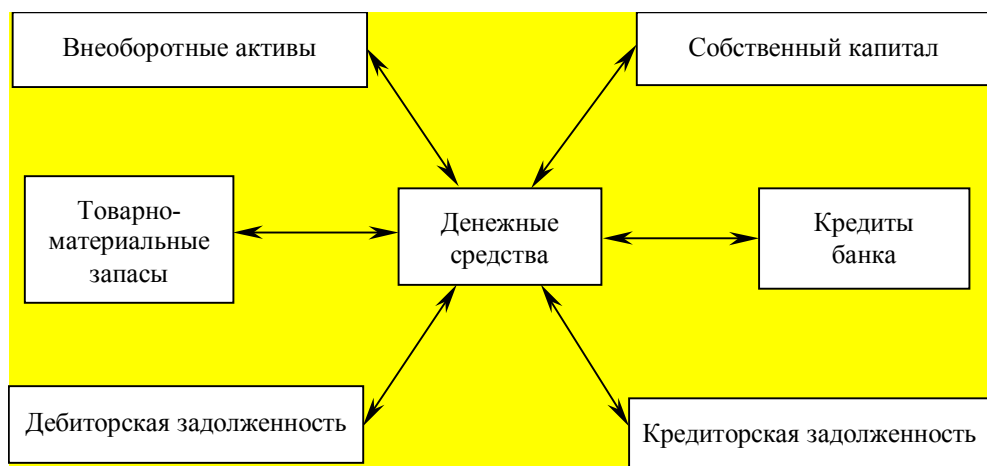 Внеоборотные активы
Собственный капитал
Товарно-
материальные
запасы
Денежные
средства
Кредиты
банка
Дебиторская задолженность
Кредиторская задолженность